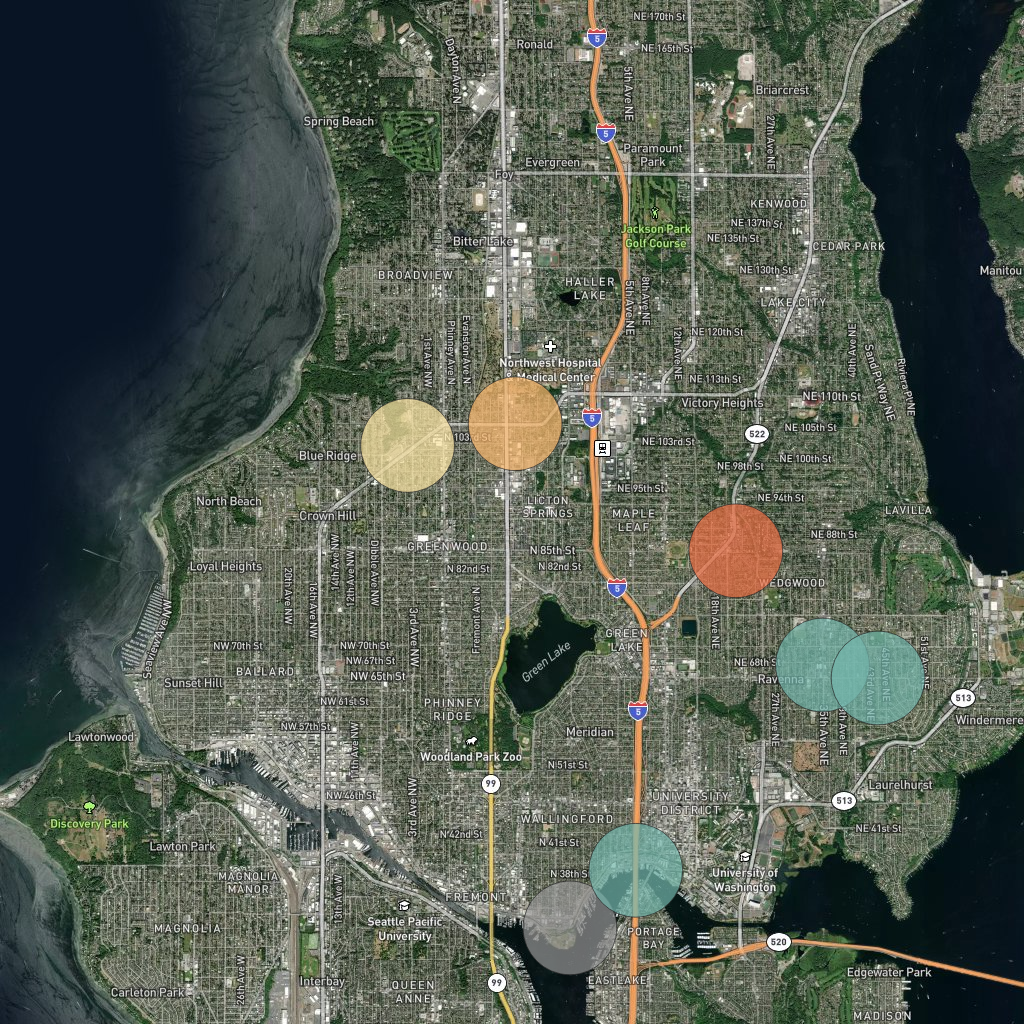 NE 170th St
Ronald
5
NE 165th St
Dayton Ave N
5th Ave NE
Briarcrest
Spring Beach
5
27th Ave NE
Paramount
Park
Evergreen
Foy
KENWOOD
NE 137th St
Jackson Park
Golf Course
NE 135th St
Bitter Lake
CEDAR PARK
BROADVIEW
NE 130th St
Manitou
HALLER
LAKE
8th Ave NE
5th Ave NE
LAKE CITY
1st Ave NW
Phinney Ave N
Evanston Ave N
12th Ave NE
NE 120th St
40th Ave NE
Sand Pt Way NE
Riviera Pl NE
Northwest Hospital
& Medical Center
NE 113th St
NE 110th St
Victory Heights
5
NE 105th St
522
N 103rd St
NE 103rd St
Blue Ridge
NE 100th St
NE 98th St
NE 95th St
NE 94th St
North Beach
LICTON
SPRINGS
MAPLE
LEAF
LAVILLA
Crown Hill
NE 88th St
GREENWOOD
N 85th St
Loyal Heights
N 82nd St
N 82nd St
20th Ave NW
16th Ave NW
14th Ave NW
12th Ave NW
Dibble Ave NW
WEDGWOOD
5
3rd Ave NW
Fremont Ave N
18th Ave NE
Seaview Ave NW
GREEN
LAKE
NW 70th St
NW 70th St
Green Lake
NW 67th St
NE 68th St
BALLARD
NW 65th St
Ravenna
45th Ave NE
51st Ave NE
Sunset Hill
NW 61st St
27th Ave NE
513
PHINNEY
RIDGE
5
NW 57th St
Windermere
Lawtonwood
Meridian
11th Ave NW
35th Ave NE
Woodland Park Zoo
N 51st St
99
NW 46th St
3rd Ave NW
UNIVERSITY
DISTRICT
513
Laurelhurst
Discovery Park
WALLINGFORD
N 42nd St
NE 41st St
N 41st St
Lawton Park
MAGNOLIA
MANOR
N 38th St
University of
Washington
13th Ave W
FREMONT
Seattle Pacific
University
MAGNOLIA
PORTAGE
BAY
520
26th Ave W
Interbay
99
EASTLAKE
Edgewater Park
Carleton Park
QUEEN
ANNE
MADISON